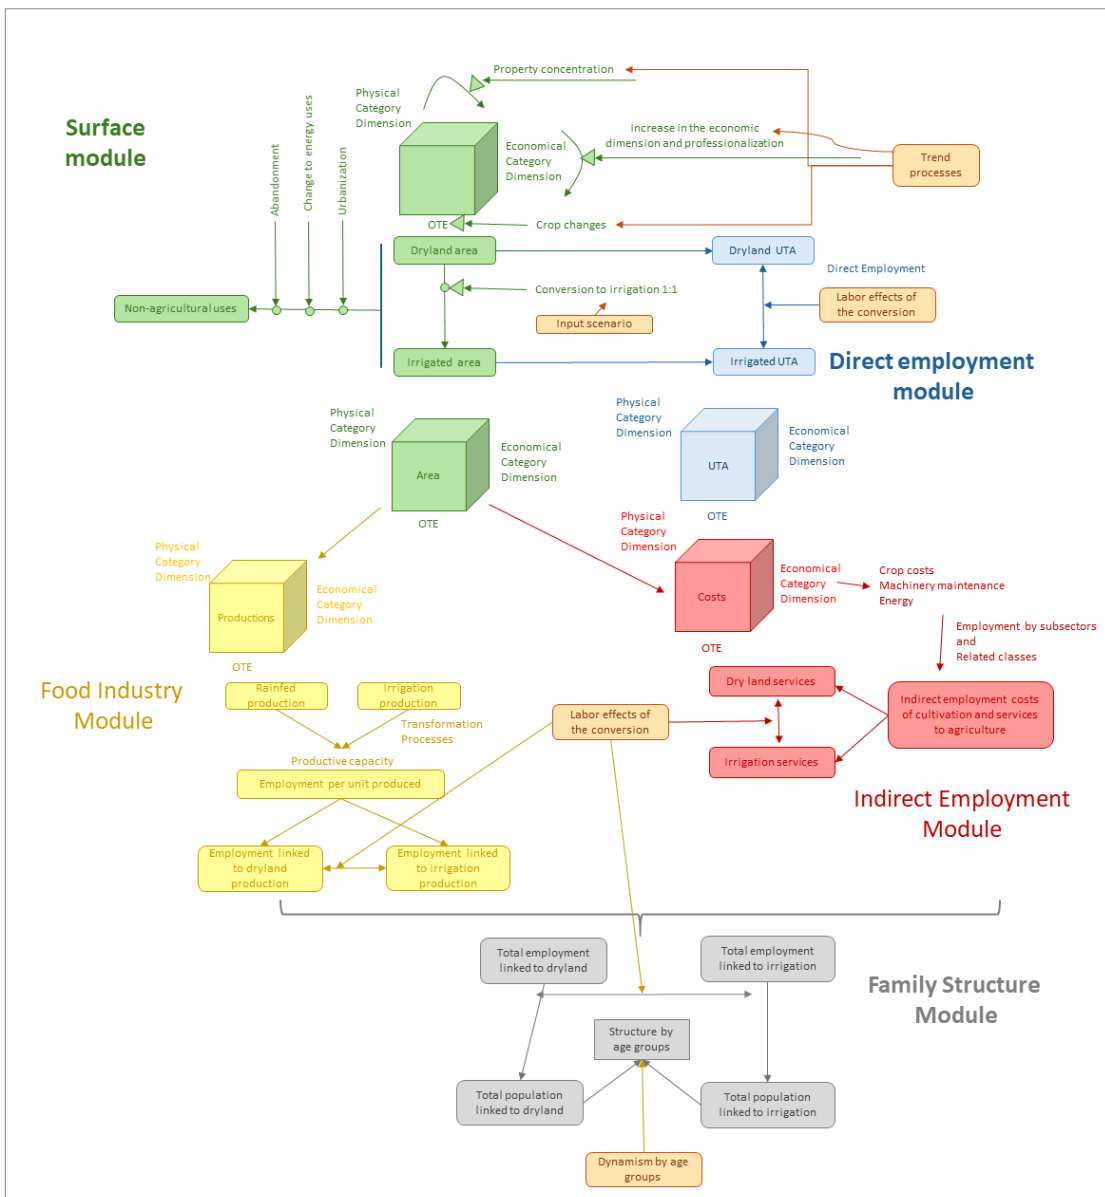 Property concentration
Physical
Category
Dimension
Surface
module
Increase in the economic
dimension and professionalization
Economical
Category
Dimension
Trend
processes
Abandonment
Change to energy uses
Urbanization
OTE
Crop changes
Dryland area
Dryland UTA
Direct Employment
Conversion to irrigation 1:1
Labor effects of
the conversion
Non-agricultural uses
Input scenario
Irrigated area
Irrigated UTA
Direct employment
module
Physical
Category
Dimension
Economical
Category
Dimension
Area
OTE
Physical
Category
Dimension
Economical
Category
Dimension
UTA
OTE
Physical
Category
Dimension
Economical
Category
Dimension
Productions
OTE
Physical
Category
Dimension
Economical
Category
Dimension
Costs
OTE
Crop costs
Machinery maintenance
Energy
Employment by subsectors
and
Related classes
Food Industry
Module
Rainfed
production
Irrigation production
Transformation
Processes
Productive capacity
Employment per unit produced
Employment linked
to dryland
production
Employment linked
to irrigation
production
Labor effects of
the conversion
Dry land services
Irrigation services
Indirect employment costs
of cultivation and services
to agriculture
Indirect Employment
Module
Total employment
linked to dryland
Total employment
linked to irrigation
Family Structure
Module
Structure by
age groups
Total population
linked to dryland
Total population
linked to irrigation
Dynamism by age
groups